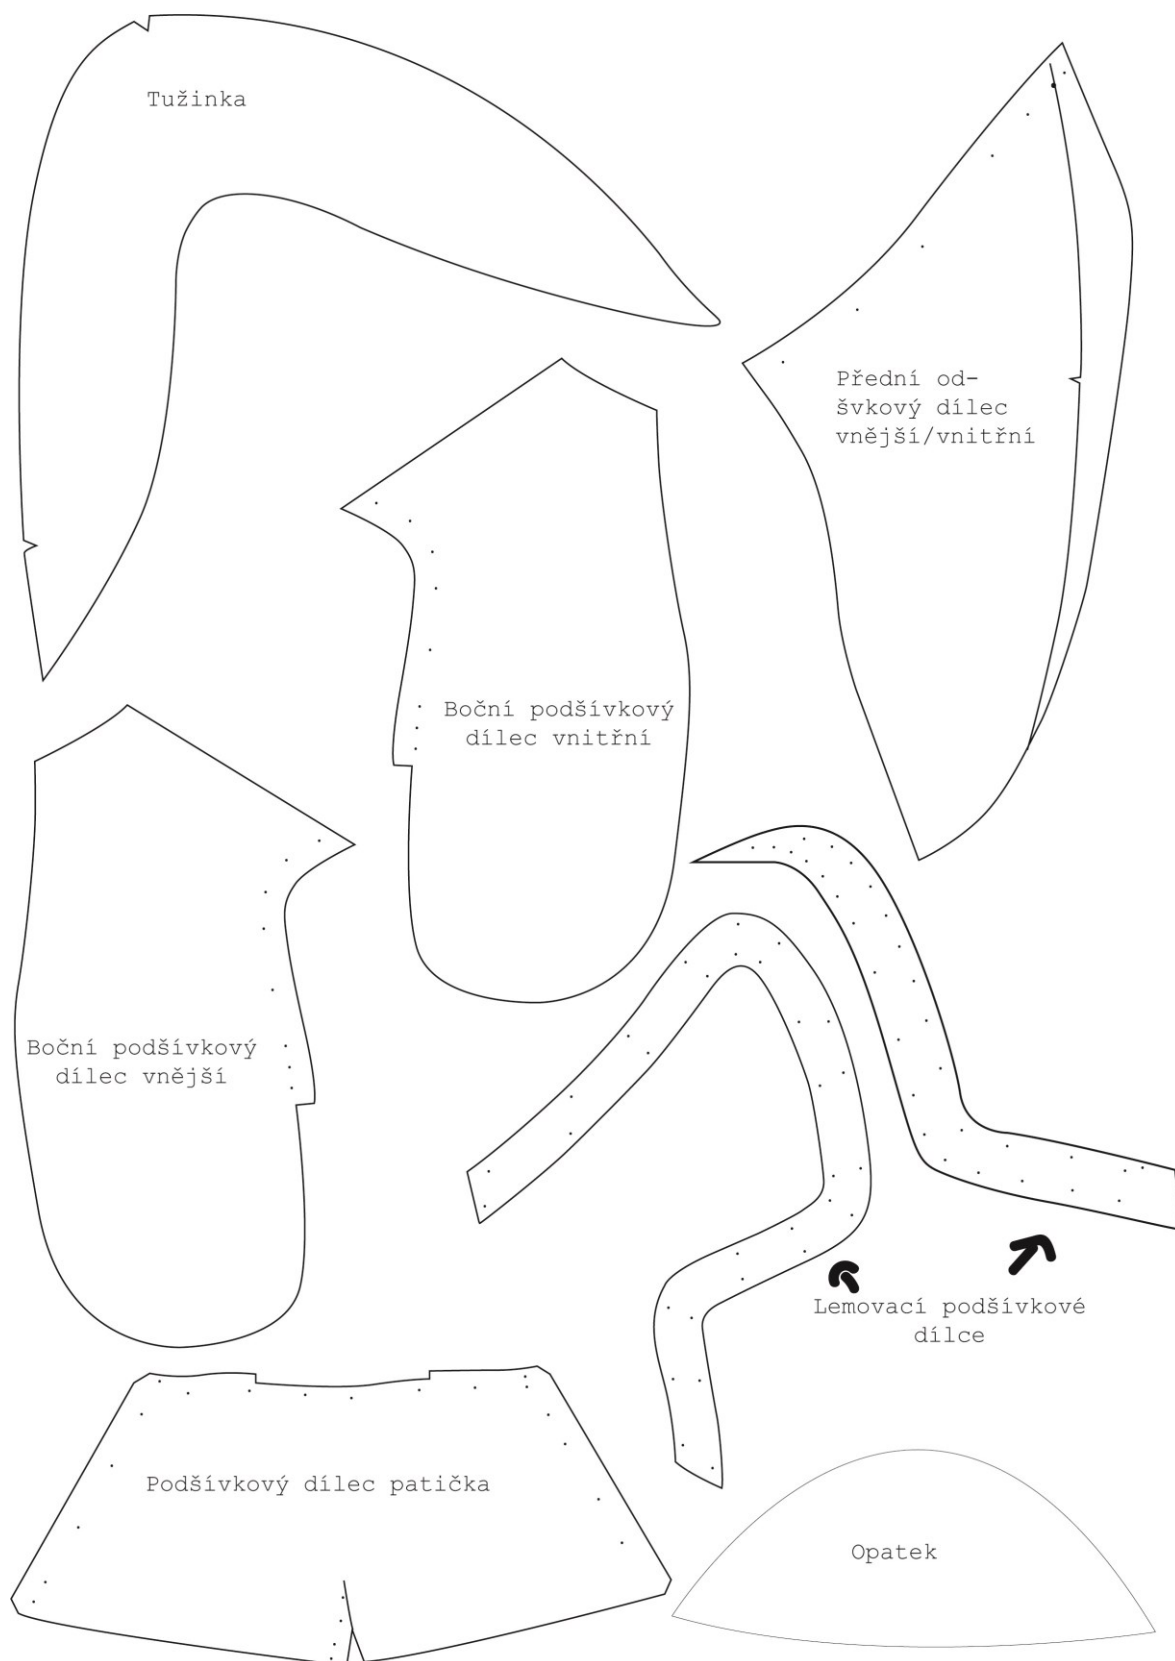 Tužinka
Přední od-
švkový dílec
vnější/vnitřní
Boční podšívkový
dílec vnitřní
Boční podšívkový
dílec vnější
Lemovací podšívkové
dílce
Podšívkový dílec patička
Opatek